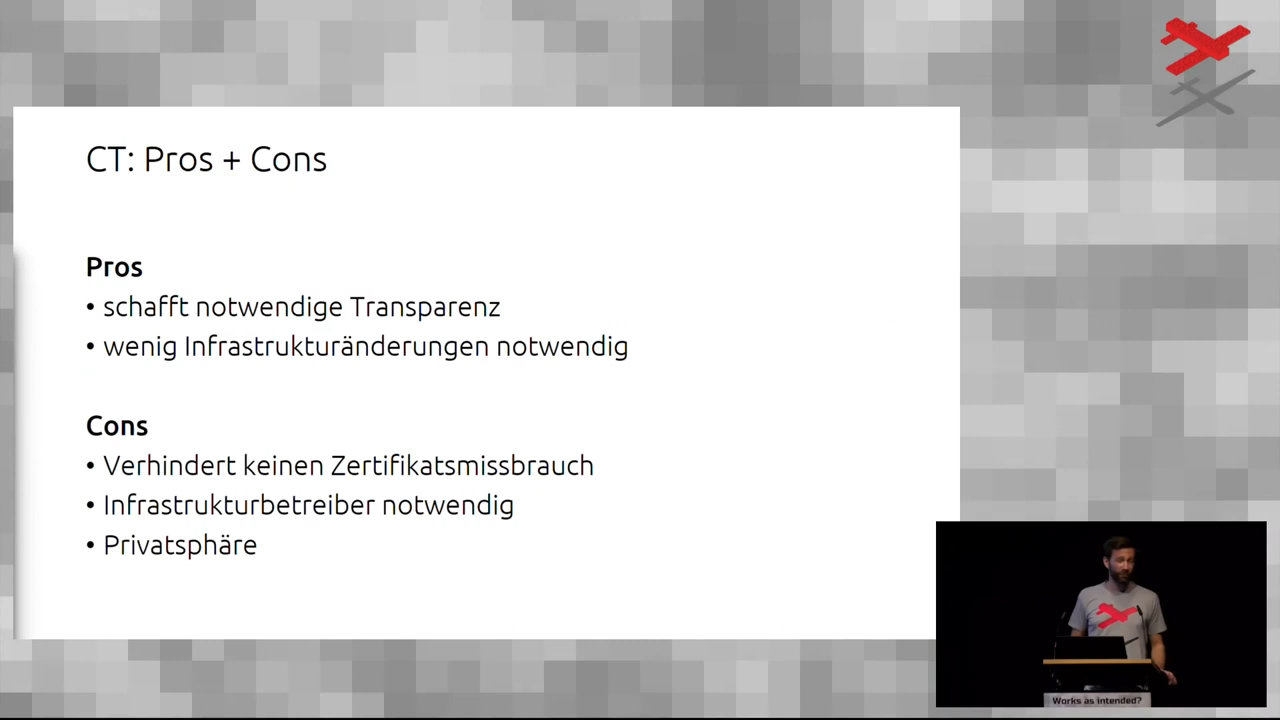 CT: Pros + Cons
Pros
• schafft notwendige Transparenz
• wenig Infrastrukturänderungen notwendig
Cons
• Verhindert keinen Zertifikatsmissbrauch
• Infrastrukturbetreiber notwendig
• Privatsphäre
Works as intended?